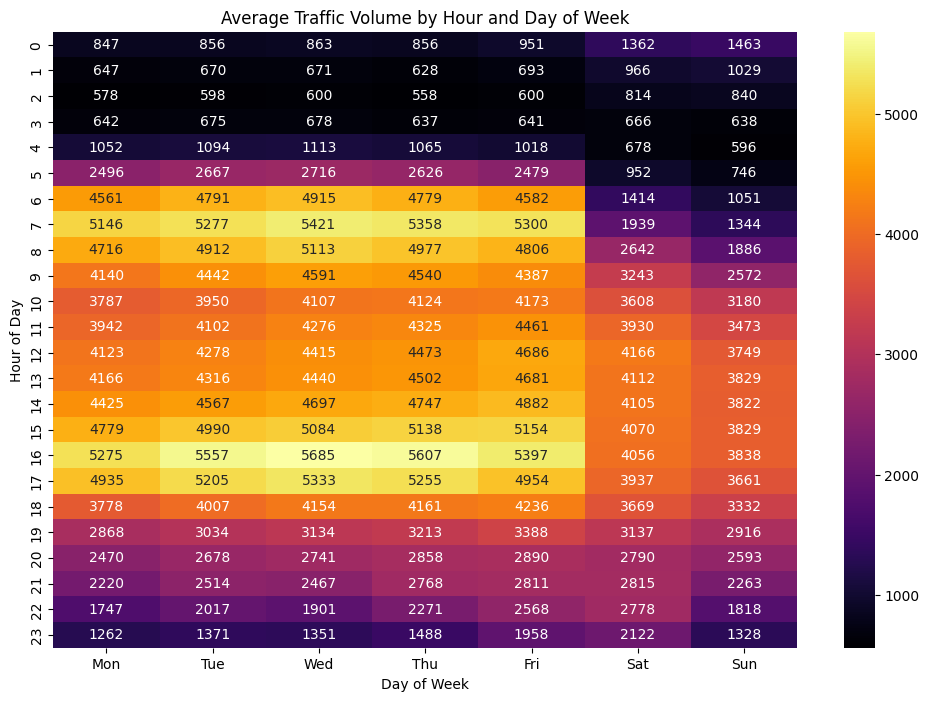 Average Traffic Volume by Hour and Day of Week
0 847 856 863 856 951 1362 1463
1 647 670 671 628 693 966 1029
2 578 598 600 558 600 814 840
3 642 675 678 637 641 666 638
4 1052 1094 1113 1065 1018 678 596
5 2496 2667 2716 2626 2479 952 746
6 4561 4791 4915 4779 4582 1414 1051
7 5146 5277 5421 5358 5300 1939 1344
8 4716 4912 5113 4977 4806 2642 1886
9 4140 4442 4591 4540 4387 3243 2572
10 3787 3950 4107 4124 4173 3608 3180
11 3942 4102 4276 4325 4461 3930 3473
12 4123 4278 4415 4473 4686 4166 3749
13 4166 4316 4440 4502 4681 4112 3829
14 4425 4567 4697 4747 4882 4105 3822
15 4779 4990 5084 5138 5154 4070 3829
16 5275 5557 5685 5607 5397 4056 3838
17 4935 5205 5333 5255 4954 3937 3661
18 3778 4007 4154 4161 4236 3669 3332
19 2868 3034 3134 3213 3388 3137 2916
20 2470 2678 2741 2858 2890 2790 2593
21 2220 2514 2467 2768 2811 2815 2263
22 1747 2017 1901 2271 2568 2778 1818
23 1262 1371 1351 1488 1958 2122 1328
Mon Tue Wed Thu Fri Sat Sun
Day of Week
Hour of Day
5000
4000
3000
2000
1000